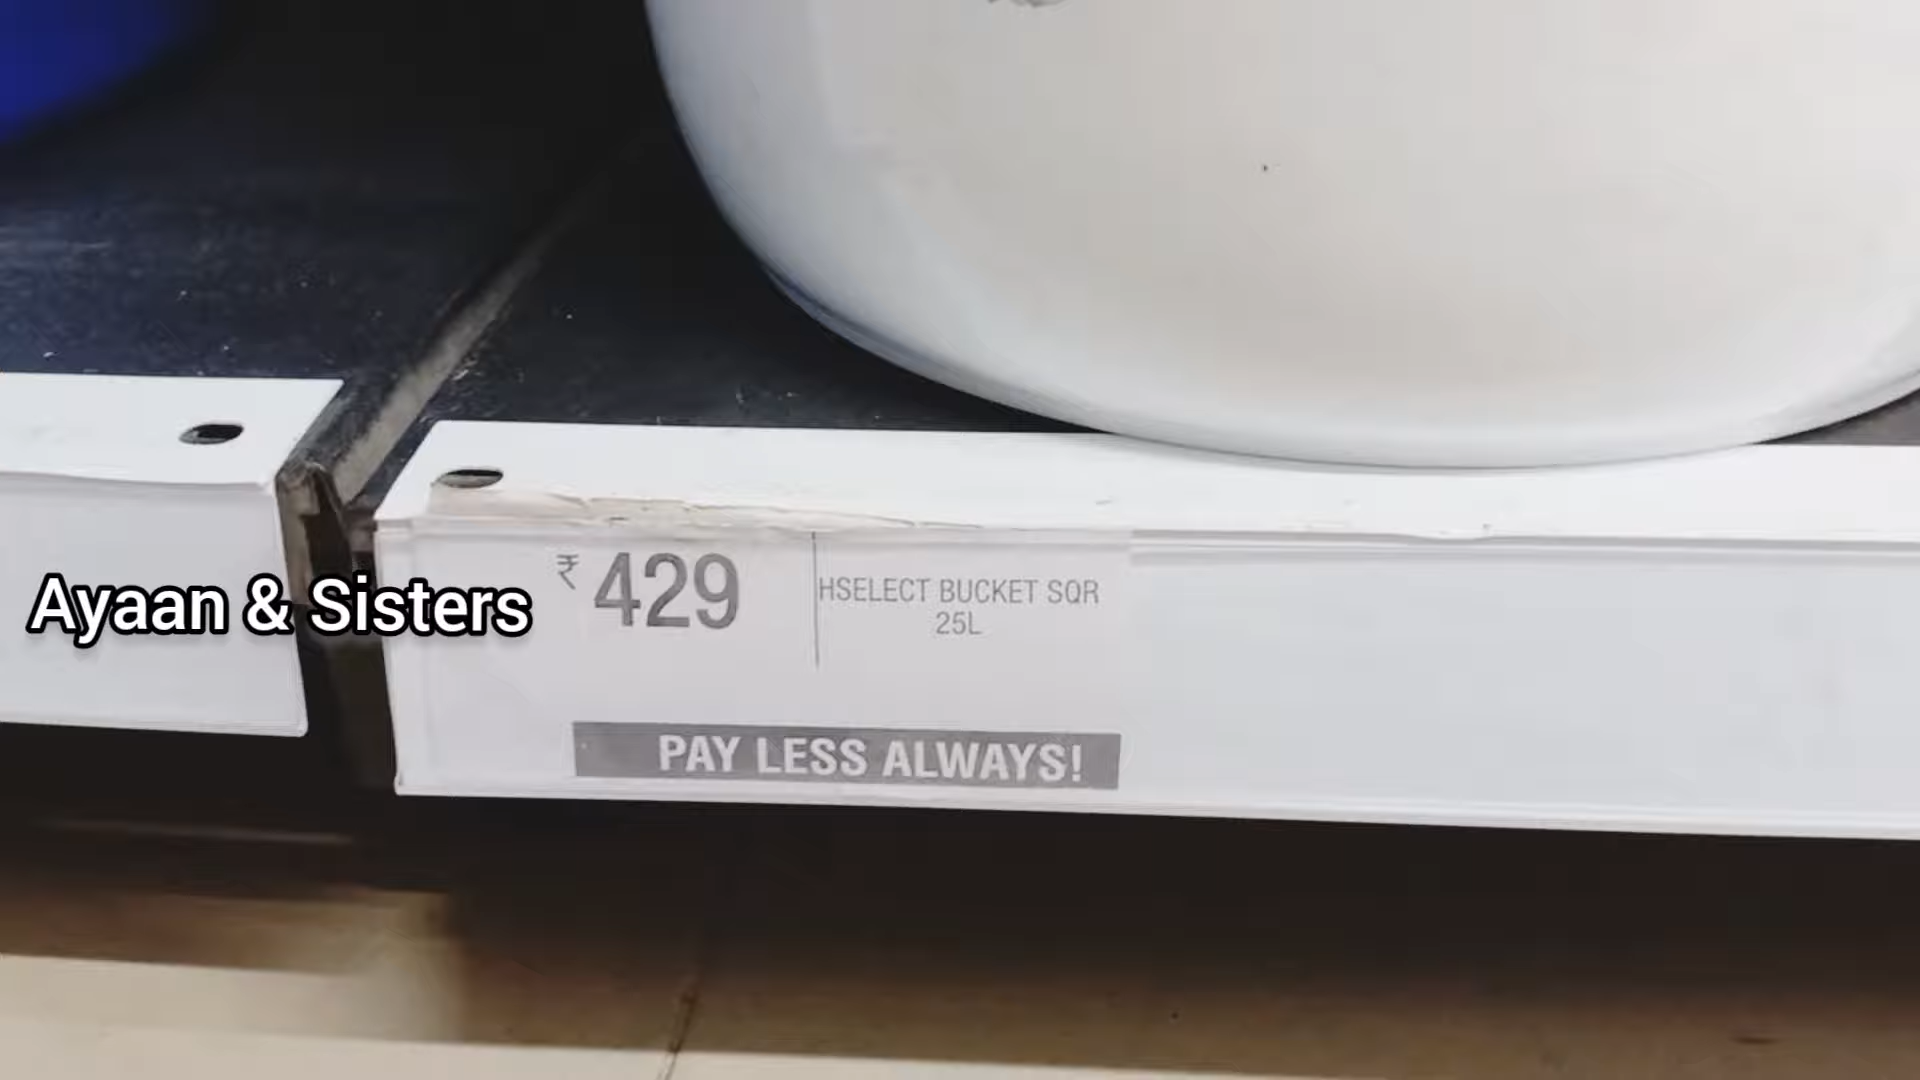 Ayaan & Sisters
₹ 429
HSELECT BUCKET SQR
25L
PAY LESS ALWAYS!